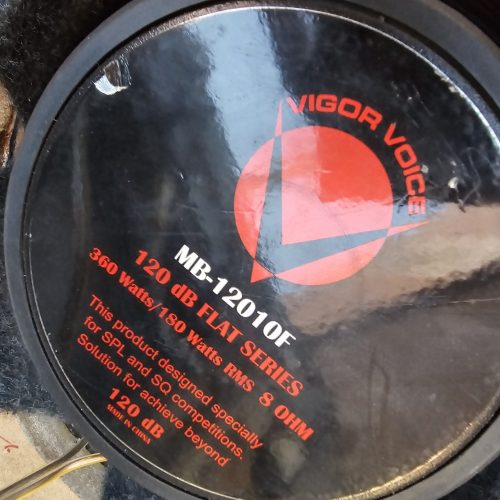 VIGOR VOICE
MB-12010F
120 dB FLAT SERIES
360 Watts/180 Watts RMS 8 OHM
This product designed specially
for SPL and SQ competitions.
Solution for achieve beyond
120 dB
MADE IN CHINA